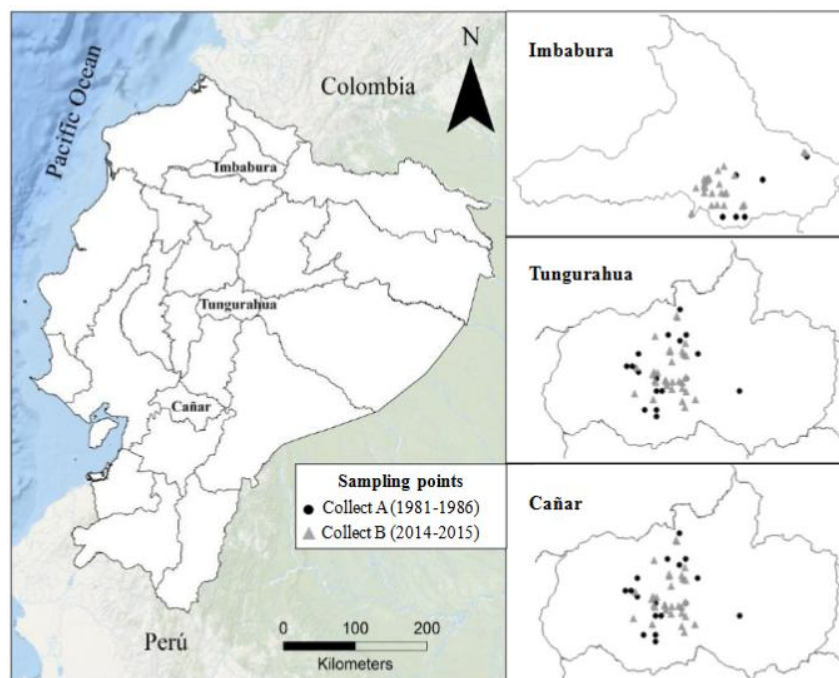 Pacific Ocean
Colombia
N
Imbabura
Tungurahua
Cañar
Perú
Sampling points
Collect A (1981-1986)
Collect B (2014-2015)
0 100 200
Kilometers
Imbabura
Tungurahua
Cañar